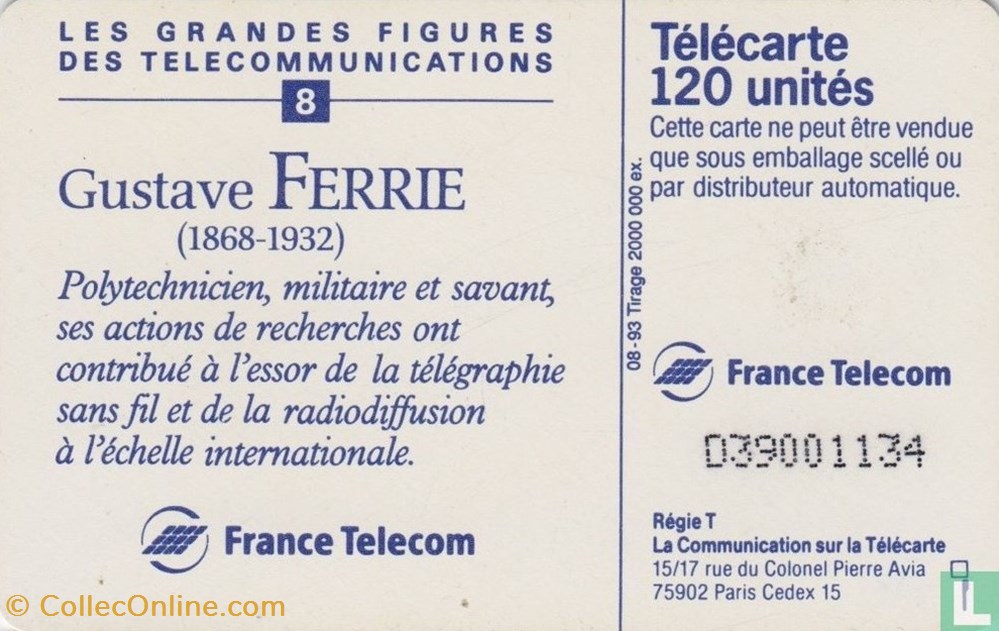 LES GRANDES FIGURES
DES TELECOMMUNICATIONS
8
Gustave FERRIE
(1868-1932)
Polytechnicien, militaire et savant,
ses actions de recherches ont
contribué à l'essor de la télégraphie
sans fil et de la radiodiffusion
à l'échelle internationale.
France Telecom
08-93 Tirage 2000 000 ex.
Télécarte
120 unités
Cette carte ne peut être vendue
que sous emballage scellé ou
par distributeur automatique.
France Telecom
D39001134
Régie T
La Communication sur la Télécarte
15/17 rue du Colonel Pierre Avia
75902 Paris Cedex 15
© CollecOnline.com
L